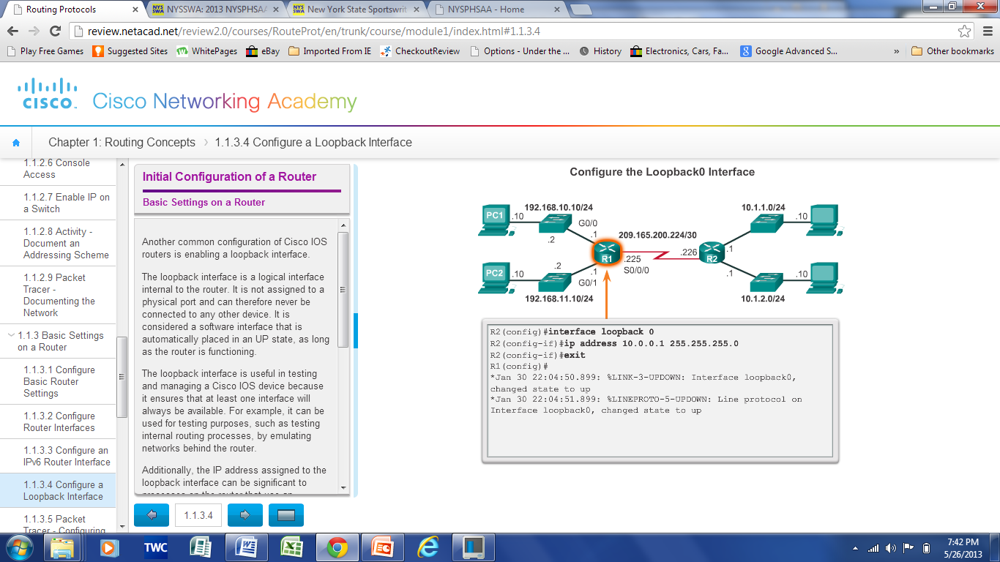 Routing Protocols
NYSSWA: 2013 NYSPHSAA
New York State Sportswrit
NYSPHSAA - Home
review.netacad.net/review2.0/courses/RouteProt/en/trunk/course/module1/index.html#1.1.3.4
Play Free Games
Suggested Sites
WhitePages
eBay
Imported From IE
CheckoutReview
Options - Under the ...
History
Electronics, Cars, Fa...
Google Advanced S...
»
Other bookmarks
CISCO. Cisco Networking Academy
Chapter 1: Routing Concepts › 1.1.3.4 Configure a Loopback Interface
1.1.2.6 Console
Access
1.1.2.7 Enable IP on
a Switch
1.1.2.8 Activity -
Document an
Addressing Scheme
1.1.2.9 Packet
Tracer -
Documenting the
Network
1.1.3 Basic Settings
on a Router
1.1.3.1 Configure
Basic Router
Settings
1.1.3.2 Configure
Router Interfaces
1.1.3.3 Configure an
IPv6 Router Interface
1.1.3.4 Configure a
Loopback Interface
1.1.3.5 Packet
Tracer - Configuring
Initial Configuration of a Router
Basic Settings on a Router
Another common configuration of Cisco IOS
routers is enabling a loopback interface.
The loopback interface is a logical interface
internal to the router. It is not assigned to a
physical port and can therefore never be
connected to any other device. It is
considered a software interface that is
automatically placed in an UP state, as long
as the router is functioning.
The loopback interface is useful in testing
and managing a Cisco IOS device because
it ensures that at least one interface will
always be available. For example, it can be
used for testing purposes, such as testing
internal routing processes, by emulating
networks behind the router.
Additionally, the IP address assigned to the
loopback interface can be significant to
processes on the router that use an
1.1.3.4
Configure the Loopback0 Interface
192.168.10.10/24
10.1.1.0/24
PC1
.10
G0/0
.10
.1
.2
209.165.200.224/30
.226
.1
R1
R2
.225
S0/0/0
.2
.1
.1
PC2
.10
G0/1
.10
192.168.11.10/24
10.1.2.0/24
R2(config)#interface loopback 0
R2(config-if)#ip address 10.0.0.1 255.255.255.0
R2(config-if)#exit
R1(config)#
*Jan 30 22:04:50.899: %LINK-3-UPDOWN: Interface loopback0,
changed state to up
*Jan 30 22:04:51.899: %LINEPROTO-5-UPDOWN: Line protocol on
Interface loopback0, changed state to up
TWC
7:42 PM
5/26/2013